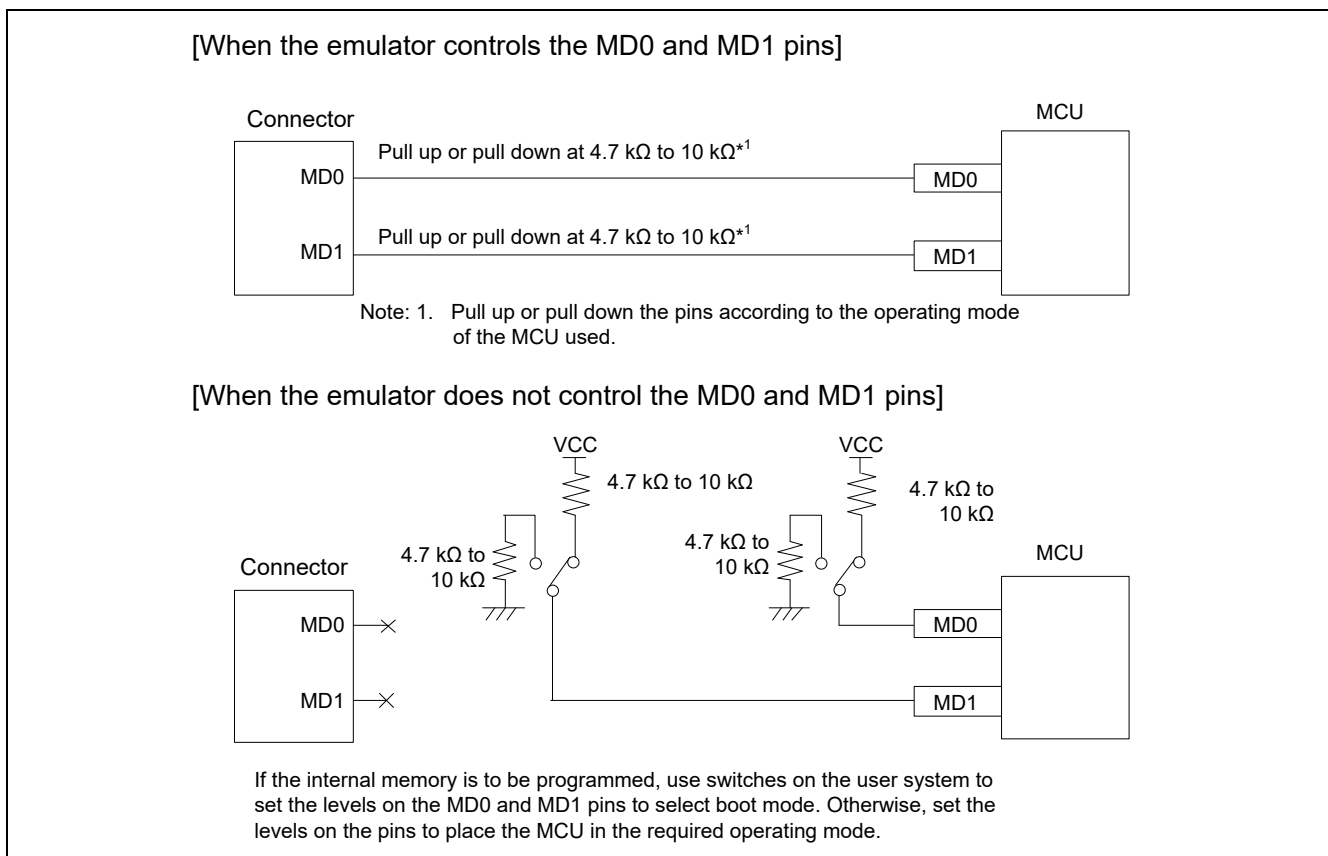 [When the emulator controls the MD0 and MD1 pins]
Connector
MCU
Pull up or pull down at 4.7 kΩ to 10 kΩ*1
MD0
MD0
Pull up or pull down at 4.7 kΩ to 10 kΩ*1
MD1
MD1
Note: 1. Pull up or pull down the pins according to the operating mode
of the MCU used.
[When the emulator does not control the MD0 and MD1 pins]
VCC
VCC
4.7 kΩ to 10 kΩ
4.7 kΩ to
10 kΩ
4.7 kΩ to
10 kΩ
4.7 kΩ to
10 kΩ
Connector
MCU
MD0
MD0
MD1
MD1
If the internal memory is to be programmed, use switches on the user system to
set the levels on the MD0 and MD1 pins to select boot mode. Otherwise, set the
levels on the pins to place the MCU in the required operating mode.